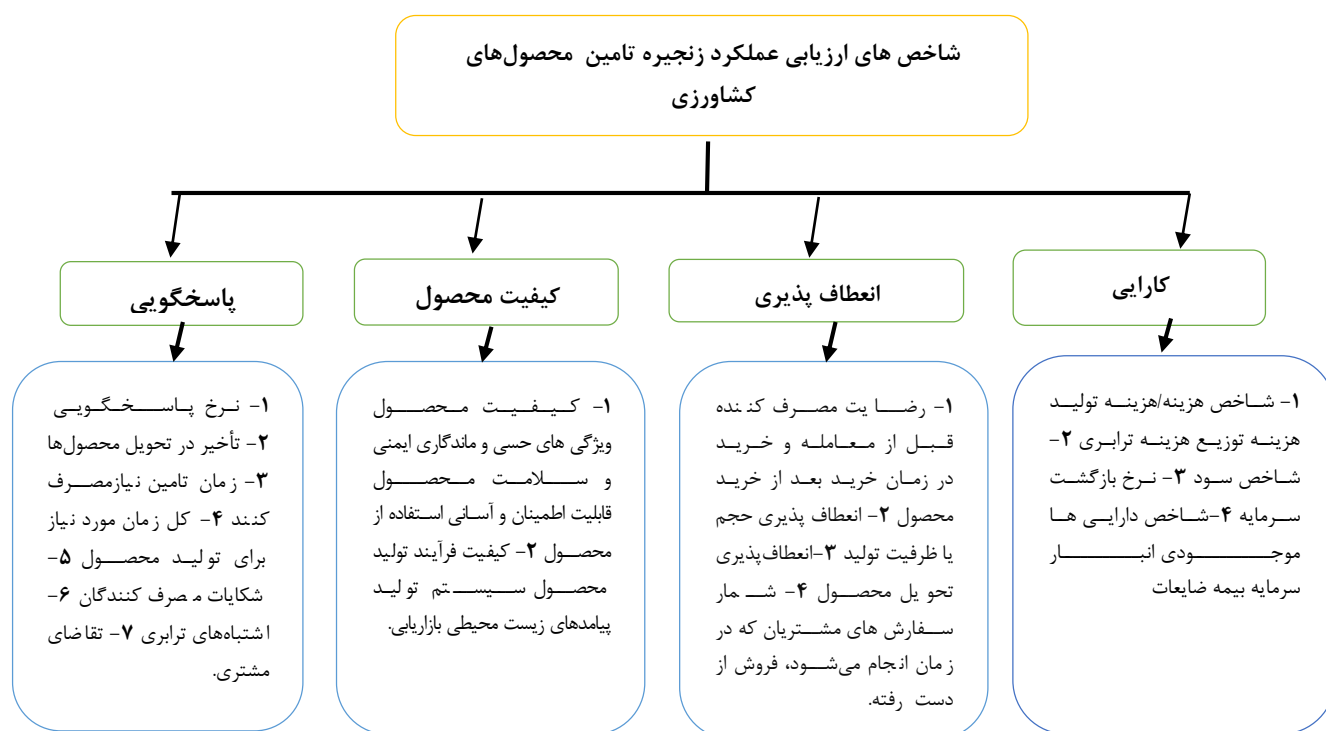 شاخص های ارزیابی عملکرد زنجیره تامین محصول‌های
کشاورزی
کارایی
انعطاف پذیری
کیفیت محصول
پاسخگویی
۱- شاخص هزینه/هزینه تولید
هزینه توزیع هزینه ترابری ۲-
شاخص سود ۳- نرخ بازگشت
سرمایه ۴-شاخص دارایی ها
موجودی انبار
سرمایه بیمه ضایعات
۱- رضایت مصرف کننده
قبل از معامله و خرید
در زمان خرید بعد از خرید
محصول ۲- انعطاف پذیری حجم
یا ظرفیت تولید ۳-انعطاف‌پذیری
تحویل محصول ۴- شمار
سفارش های مشتریان که در
زمان انجام می‌شود، فروش از
دست رفته.
۱- کیفیت محصول
ویژگی های حسی و ماندگاری ایمنی
و سلامت محصول
قابلیت اطمینان و آسانی استفاده از
محصول ۲- کیفیت فرآیند تولید
محصول سیستم تولید
پیامدهای زیست محیطی بازاریابی.
۱- نرخ پاسخگویی
۲- تأخیر در تحویل محصول‌ها
۳- زمان تامین نیازمصرف
کنند ۴- کل زمان مورد نیاز
برای تولید محصول ۵-
شکایات مصرف کنندگان ۶-
اشتباه‌های ترابری ۷- تقاضای
مشتری.